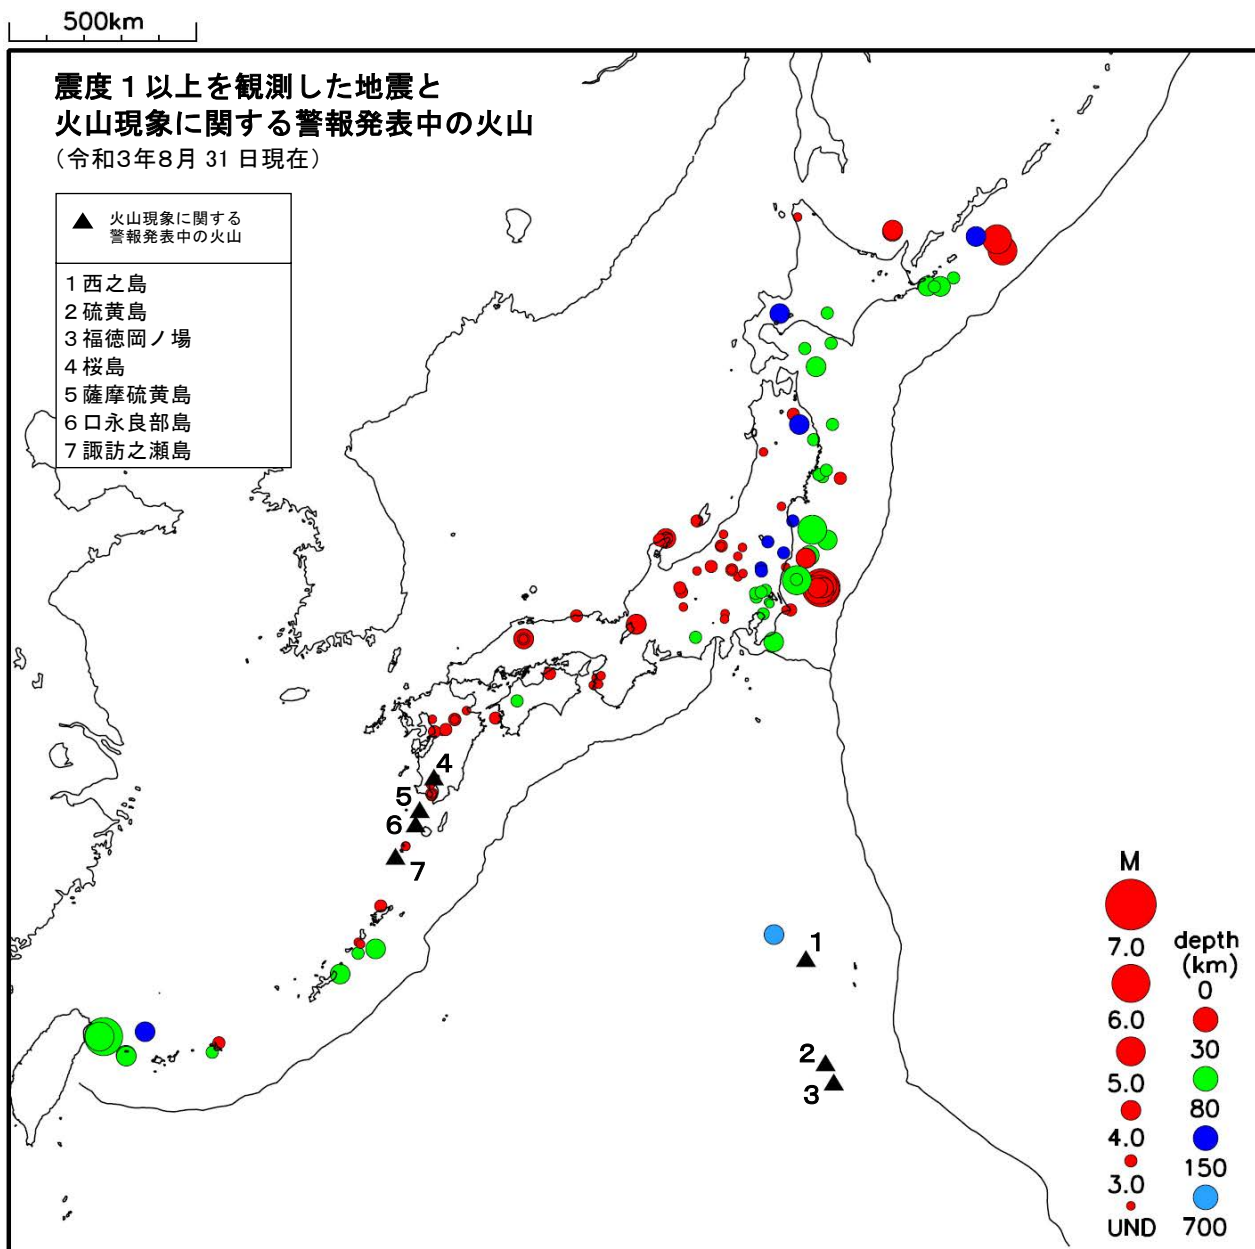 500km
震度１以上を観測した地震と
火山現象に関する警報発表中の火山
（令和3年8月 31 日現在）
▲ 火山現象に関する
警報発表中の火山
1 西之島
2 硫黄島
3 福徳岡ノ場
4 桜島
5 薩摩硫黄島
6 口永良部島
7 諏訪之瀬島
4
5
6
7
1
2
3
M
7.0
6.0
5.0
4.0
3.0
UND
depth
(km)
0
30
80
150
700